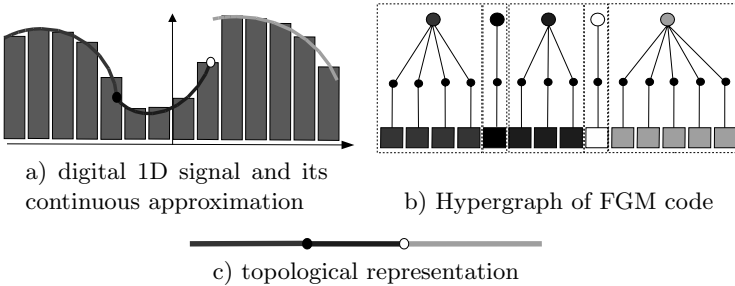 a) digital 1D signal and its
continuous approximation
b) Hypergraph of FGM code
c) topological representation